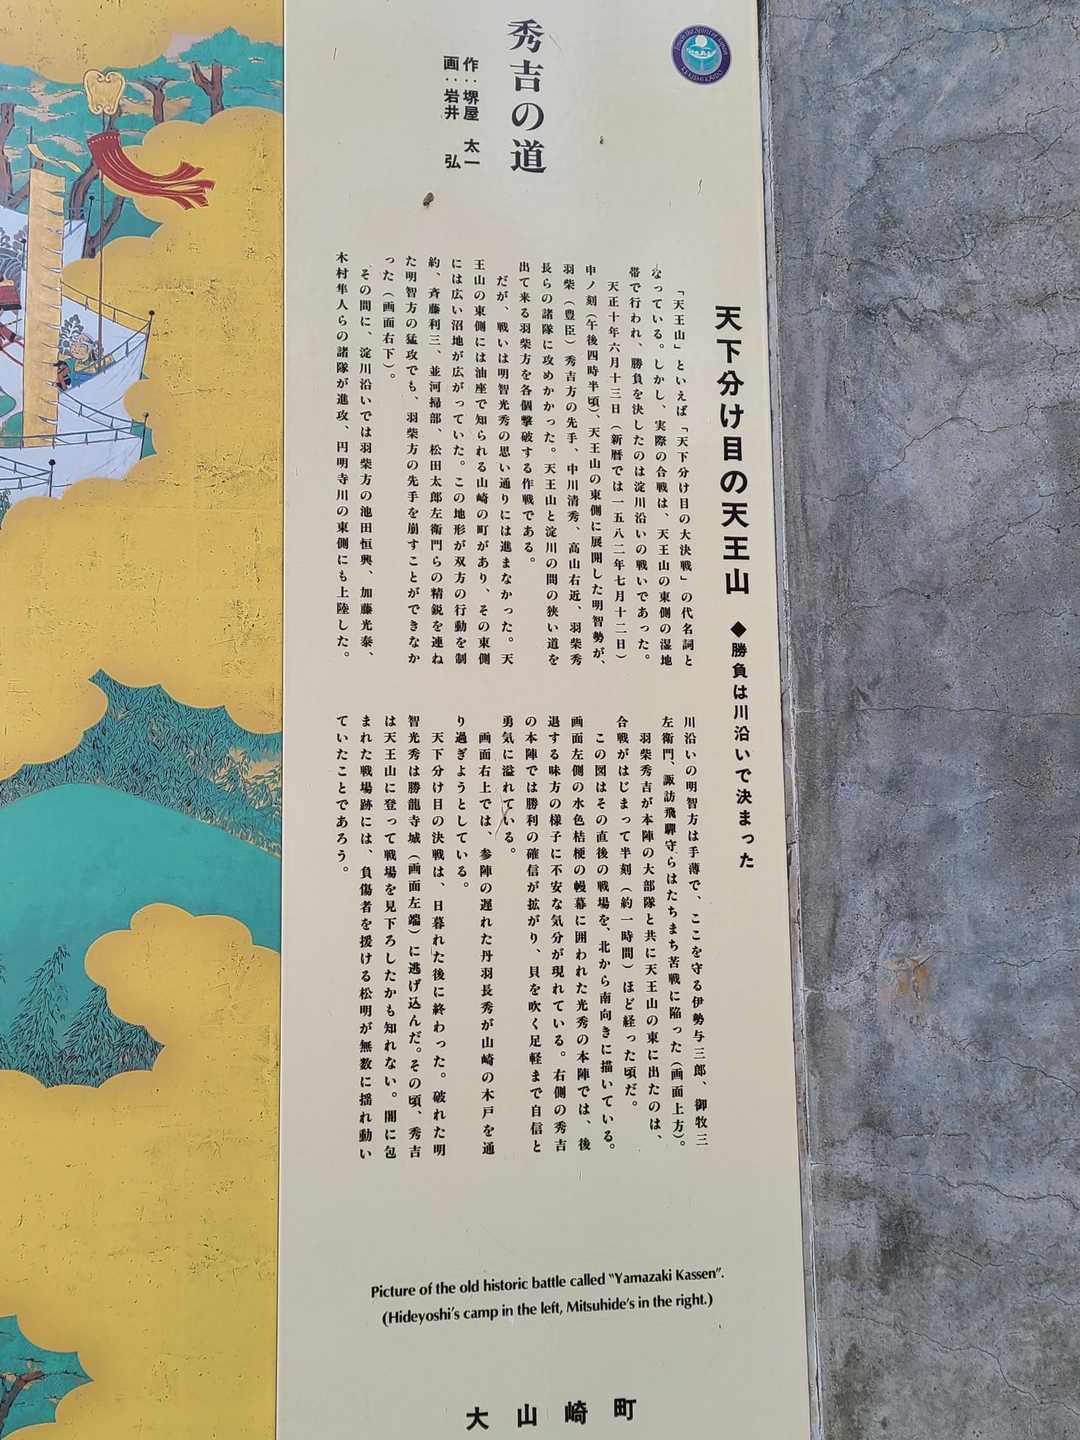 秀吉の道
作：堺屋 太一
画：岩井 弘
天下分け目の天王山 ◆勝負は川沿いで決まった
「天王山」といえば「天下分け目の大決戦」の代名詞と
なっている。しかし、実際の合戦は、天王山の東側の湿地
帯で行われ、勝負を決したのは淀川沿いの戦いであった。
天正十年六月十三日（新暦では一五八二年七月十二日）
申ノ刻（午後四時半頃）、天王山の東側に展開した明智勢が、
羽柴（豊臣）秀吉方の先手、中川清秀、高山右近、羽柴秀
長らの諸隊に攻めかかった。天王山と淀川の間の狭い道を
出て来る羽柴方を各個撃破する作戦である。
だが、戦いは明智光秀の思い通りには進まなかった。天
王山の東側には油座で知られる山崎の町があり、その東側
には広い沼地が広がっていた。この地形が双方の行動を制
約、斉藤利三、並河掃部、松田太郎左衛門らの精鋭を連ね
た明智方の猛攻でも、羽柴方の先手を崩すことができなか
った（画面右下）。
その間に、淀川沿いでは羽柴方の池田恒興、加藤光泰、
木村隼人らの諸隊が進攻、円明寺川の東側にも上陸した。
川沿いの明智方は手薄で、ここを守る伊勢与三郎、御牧三
左衛門、諏訪飛騨守らはたちまち苦戦に陥った（画面上方）。
羽柴秀吉が本陣の大部隊と共に天王山の東に出たのは、
合戦がはじまって半刻（約一時間）ほど経った頃だ。
この図はその直後の戦場を、北から南向きに描いている。
画面左側の水色桔梗の幔幕に囲われた光秀の本陣では、後
退する味方の様子に不安な気分が現れている。右側の秀吉
の本陣では勝利の確信が拡がり、貝を吹く足軽まで自信と
勇気に溢れている。
画面右上では、参陣の遅れた丹羽長秀が山崎の木戸を通
り過ぎようとしている。
天下分け目の決戦は、日暮れた後に終わった。破れた明
智光秀は勝龍寺城（画面左端）に逃げ込んだ。その頃、秀吉
は天王山に登って戦場を見下ろしたかも知れない。闇に包
まれた戦場跡には、負傷者を援ける松明が無数に揺れ動い
ていたことであろう。
Picture of the old historic battle called "Yamazaki Kassen".
(Hideyoshi's camp in the left, Mitsuhide's in the right.)
大山崎町